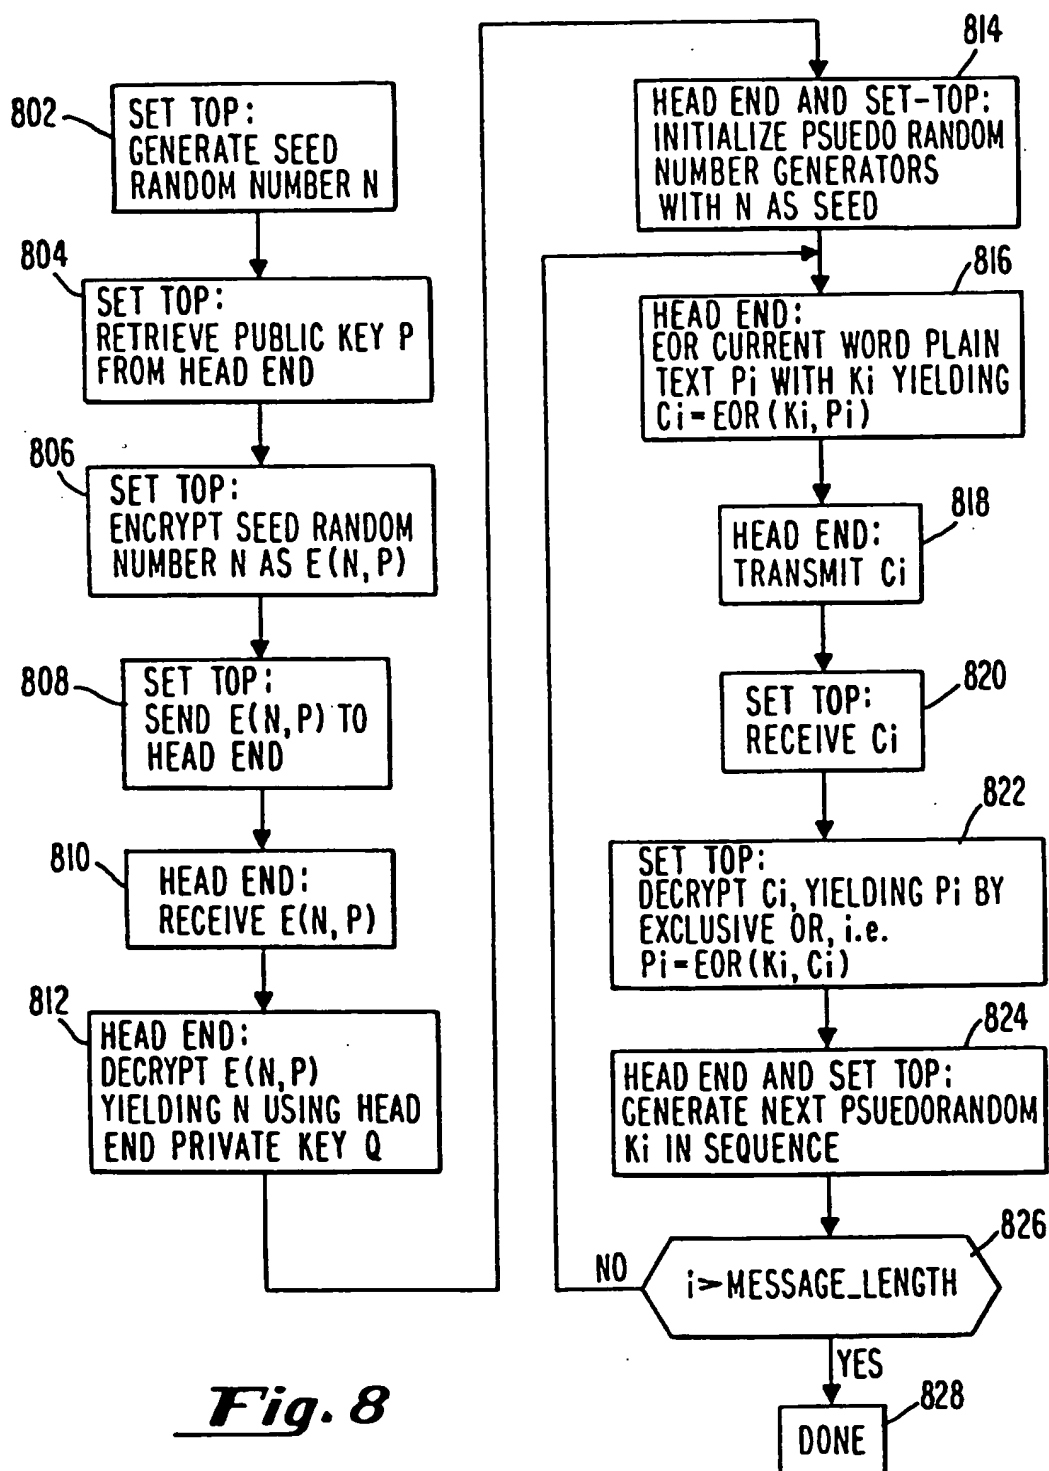 802
SET TOP:
GENERATE SEED
RANDOM NUMBER N
804
SET TOP:
RETRIEVE PUBLIC KEY P
FROM HEAD END
806
SET TOP:
ENCRYPT SEED RANDOM
NUMBER N AS E(N,P)
808
SET TOP:
SEND E(N,P) TO
HEAD END
810
HEAD END:
RECEIVE E(N,P)
812
HEAD END:
DECRYPT E(N,P)
YIELDING N USING HEAD
END PRIVATE KEY Q
814
HEAD END AND SET-TOP:
INITIALIZE PSUEDO RANDOM
NUMBER GENERATORS
WITH N AS SEED
816
HEAD END:
EOR CURRENT WORD PLAIN
TEXT Pi WITH Ki YIELDING
Ci=EOR(Ki,Pi)
818
HEAD END:
TRANSMIT Ci
820
SET TOP:
RECEIVE Ci
822
SET TOP:
DECRYPT Ci, YIELDING Pi BY
EXCLUSIVE OR, i.e.
Pi=EOR(Ki,Ci)
824
HEAD END AND SET TOP:
GENERATE NEXT PSUEDORANDOM
Ki IN SEQUENCE
826
i>MESSAGE_LENGTH
NO
YES
828
DONE
Fig. 8